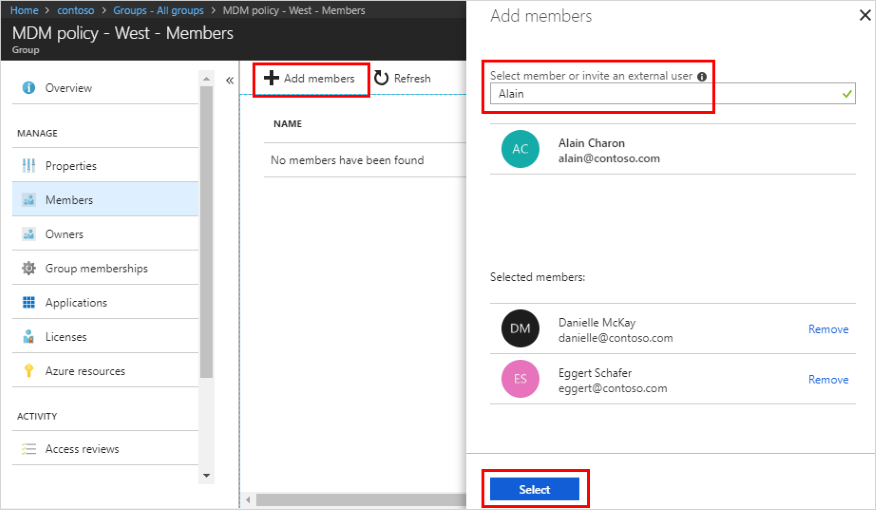 Home > contoso > Groups - All groups > MDM policy - West - Members
MDM policy - West - Members
Group
Overview
MANAGE
Properties
Members
Owners
Group memberships
Applications
Licenses
Azure resources
ACTIVITY
Access reviews
«
Add members
Refresh
NAME
No members have been found
Add members
Select member or invite an external user
Alain
AC
Alain Charon
alain@contoso.com
Selected members:
DM
Danielle McKay
danielle@contoso.com
Remove
ES
Eggert Schafer
eggert@contoso.com
Remove
Select